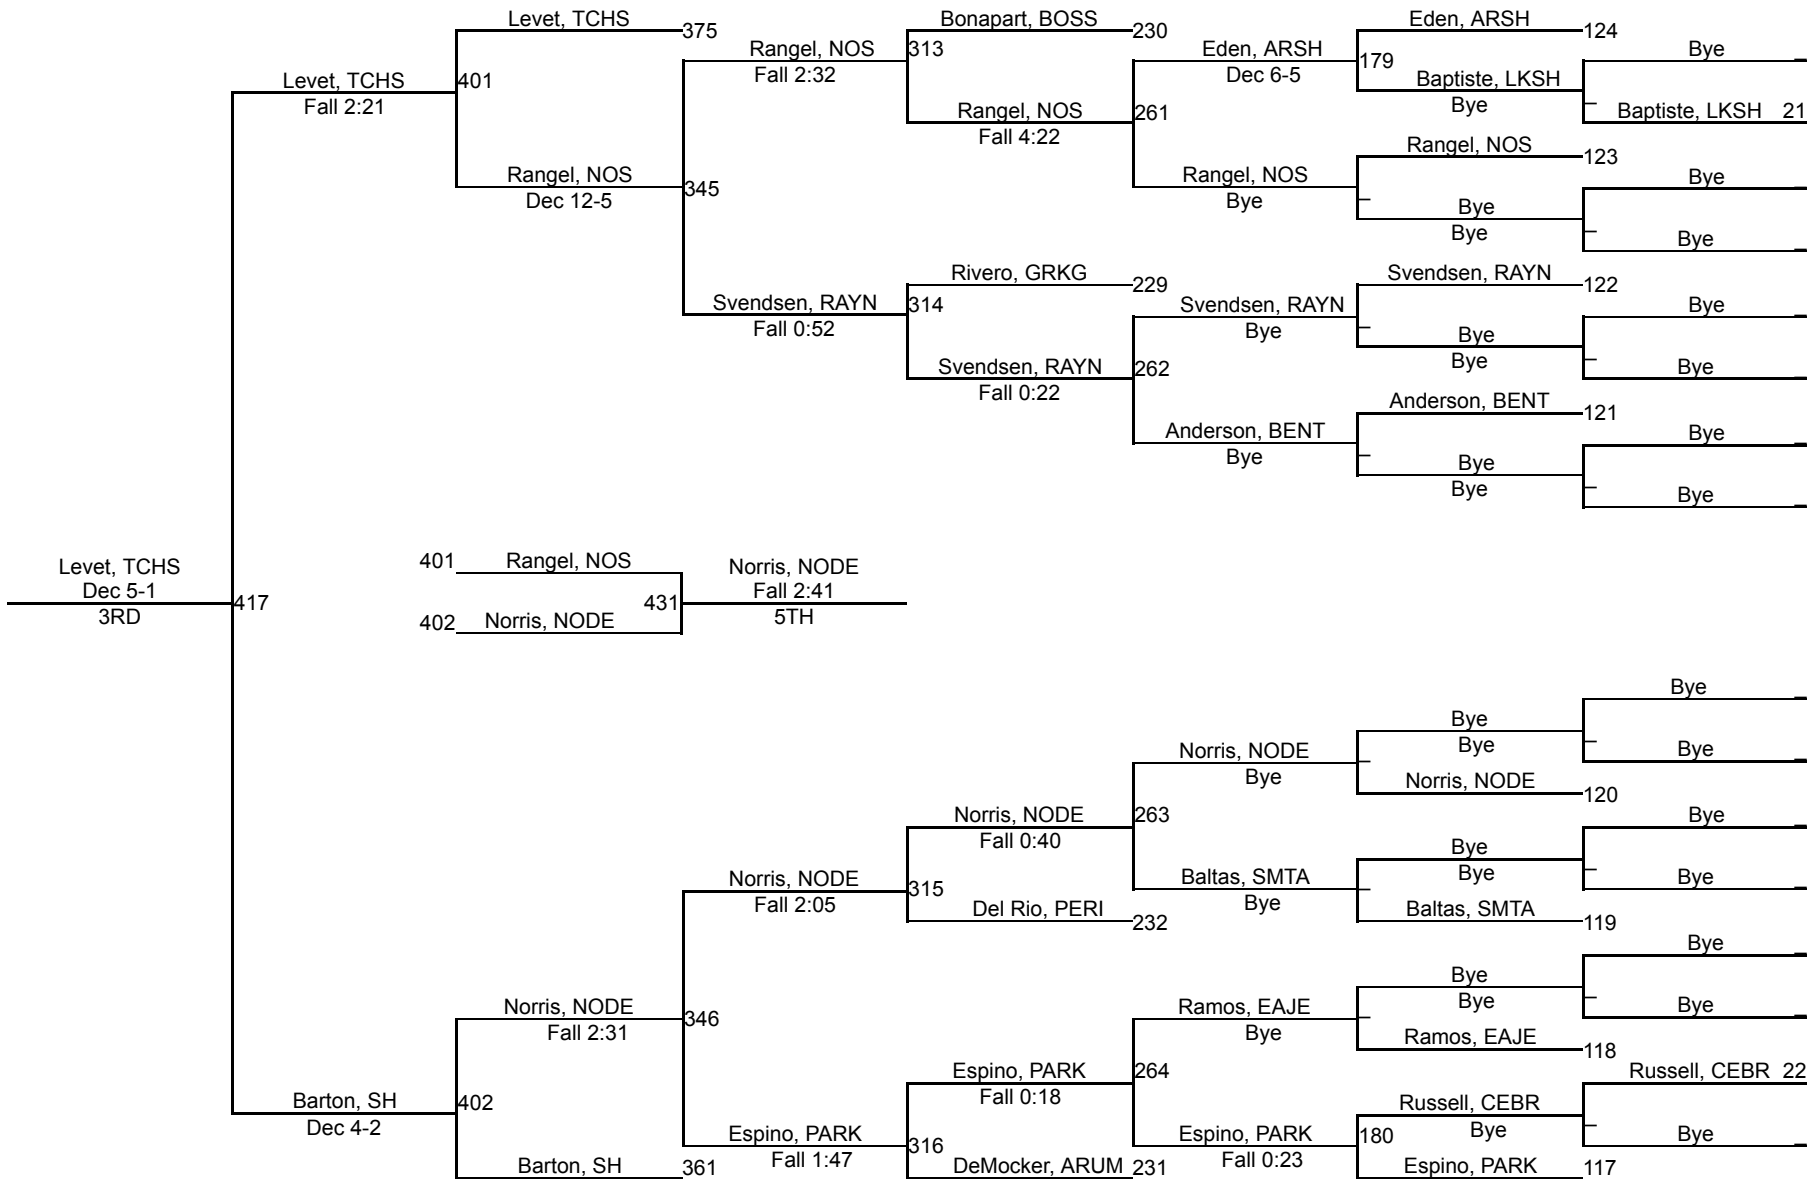 Levet, TCHS
375
Bonapart, BOSS
230
Eden, ARSH
124
Rangel, NOS
313
Eden, ARSH
Bye
Fall 2:32
Dec 6-5
179
Levet, TCHS
401
Baptiste, LKSH
Fall 2:21
Bye
Rangel, NOS
261
Baptiste, LKSH 21
Fall 4:22
Rangel, NOS
123
Rangel, NOS
345
Rangel, NOS
Bye
Dec 12-5
Bye
Bye
Bye
Bye
Rivero, GRKG
229
Svendsen, RAYN
122
Svendsen, RAYN
314
Svendsen, RAYN
Bye
Fall 0:52
Bye
Bye
Bye
Svendsen, RAYN
262
Bye
Fall 0:22
Anderson, BENT
121
Anderson, BENT
Bye
Bye
Bye
Bye
Bye
Levet, TCHS
401
Rangel, NOS
Norris, NODE
Dec 5-1
Fall 2:41
417
431
3RD
402
Norris, NODE
5TH
Bye
Bye
Norris, NODE
Bye
Bye
Bye
Norris, NODE
120
Norris, NODE
263
Bye
Fall 0:40
Bye
Norris, NODE
315
Baltas, SMTA
Bye
Bye
Fall 2:05
Bye
Del Rio, PERI
232
Baltas, SMTA
119
Bye
Bye
Norris, NODE
346
Ramos, EAJE
Bye
Bye
Fall 2:31
Bye
Ramos, EAJE
118
Espino, PARK
264
Russell, CEBR 22
Fall 0:18
Barton, SH
402
Russell, CEBR
Dec 4-2
Bye
Espino, PARK
316
Espino, PARK
180
Bye
Fall 1:47
Fall 0:23
Barton, SH
361
DeMocker, ARUM
231
Espino, PARK
117